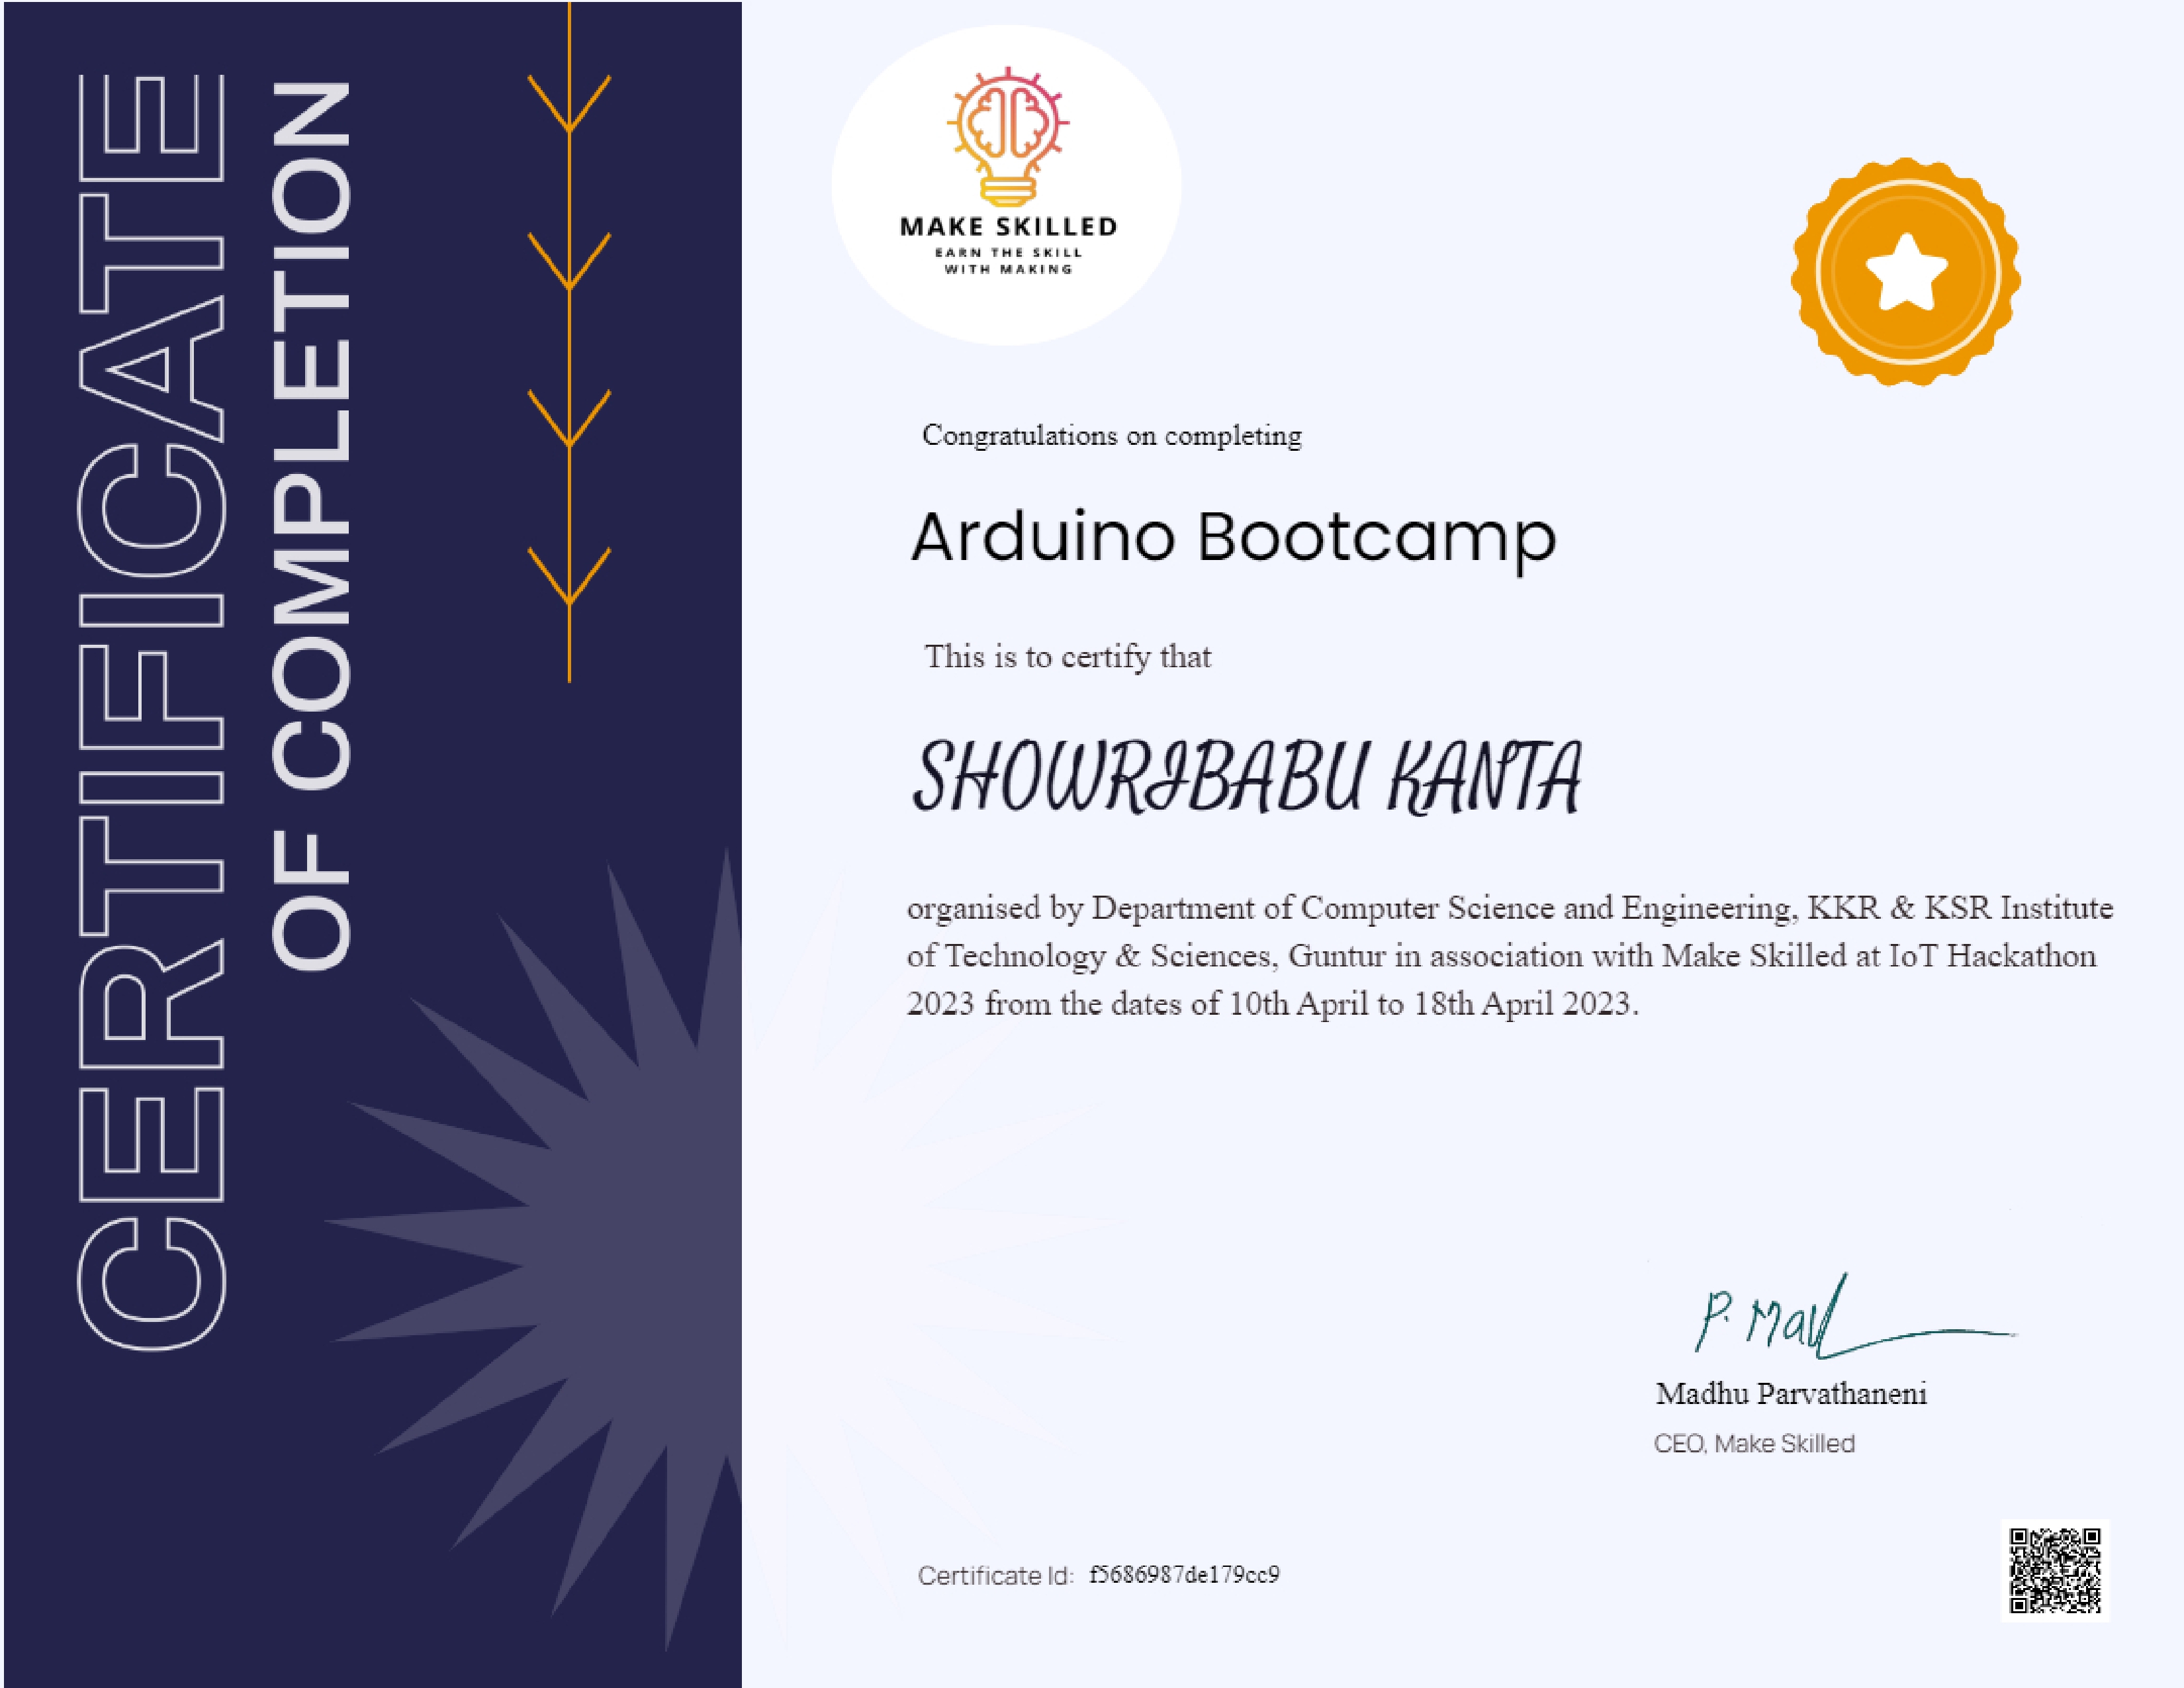 CERTIFICATE
OF COMPLETION
MAKE SKILLED
EARN THE SKILL
WITH MAKING
Congratulations on completing
Arduino Bootcamp
This is to certify that
SHOWRIBABU KANTA
organised by Department of Computer Science and Engineering, KKR & KSR Institute
of Technology & Sciences, Guntur in association with Make Skilled at IoT Hackathon
2023 from the dates of 10th April to 18th April 2023.
P. Mad
Madhu Parvathaneni
CEO, Make Skilled
Certificate Id: f5686987de179cc9